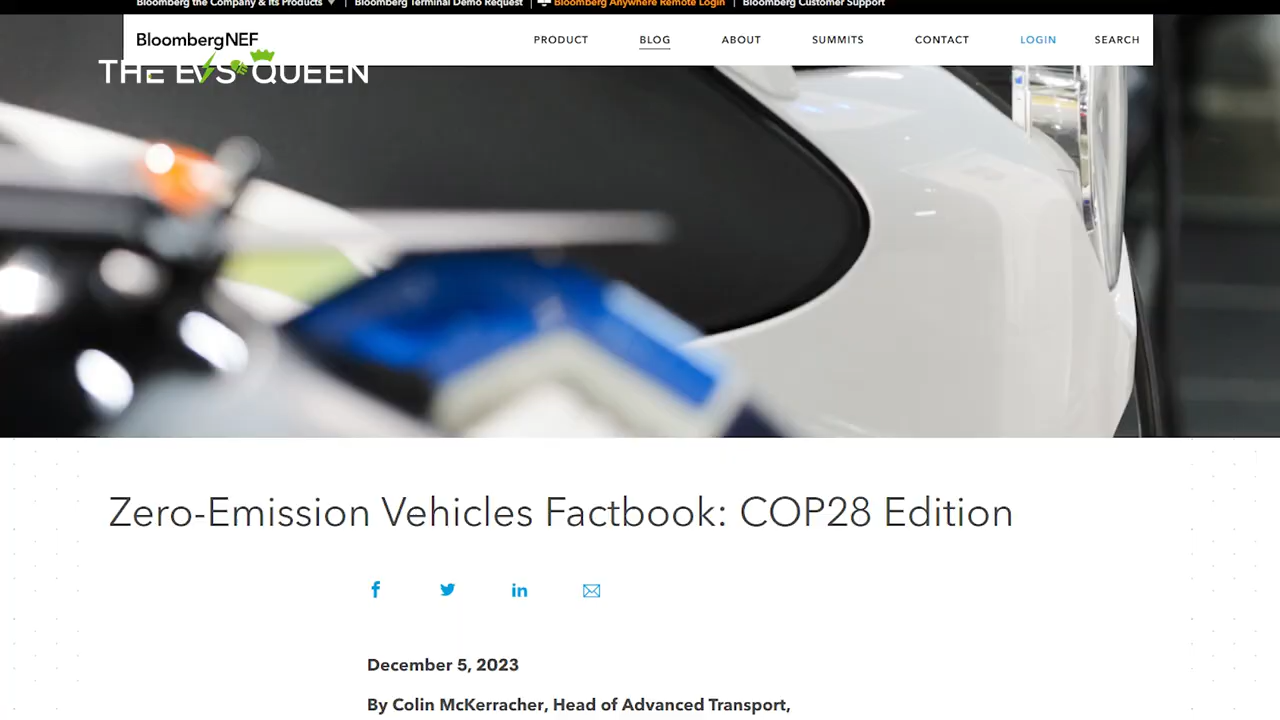 Bloomberg the Company & Its Products ▼ | Bloomberg Terminal Demo Request | Bloomberg Anywhere Remote Login | Bloomberg Customer Support
BloombergNEF PRODUCT BLOG ABOUT SUMMITS CONTACT LOGIN SEARCH
THE EVS QUEEN
Zero-Emission Vehicles Factbook: COP28 Edition
December 5, 2023
By Colin McKerracher, Head of Advanced Transport,